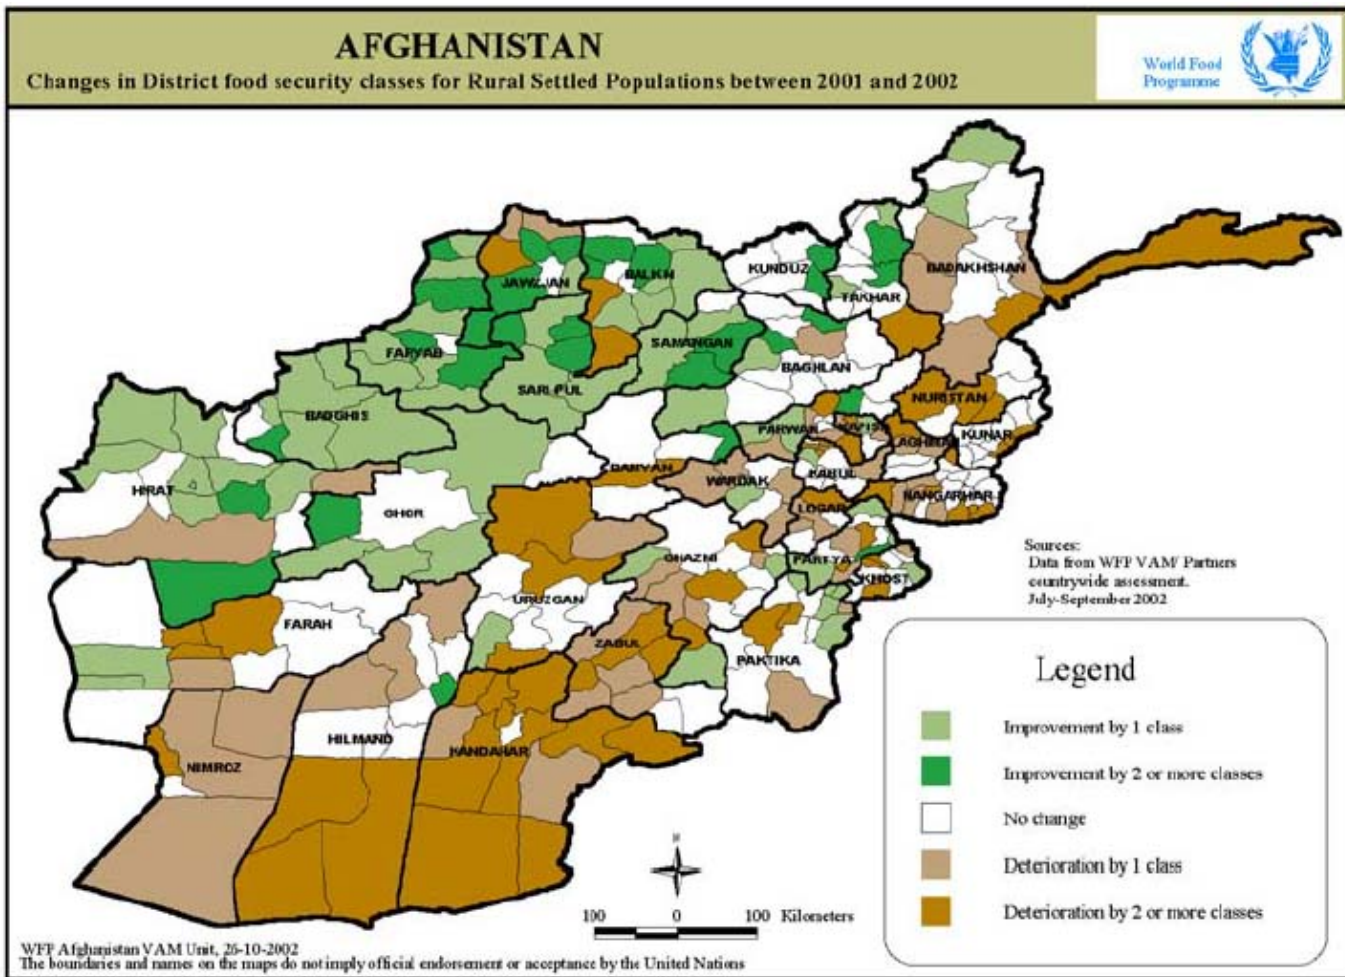 AFGHANISTAN
Changes in District food security classes for Rural Settled Populations between 2001 and 2002
World Food
Programme
KUNDUZ
BADAKHSHAN
BALKH
JAWZJAN
TAKHAR
SAMANGAN
FARYAB
BAGHLAN
SARI PUL
NURISTAN
BADGHIS
PARWAN
KUNAR
BAMYAN
KABUL
WARDAK
HIRAT
NANGARHAR
LOGAR
GHOR
GHAZNI
PAKTYA
KHOST
URUZGAN
FARAH
ZABUL
PAKTIKA
HILMAND
KANDAHAR
NIMROZ
Sources:
Data from WFP VAM/ Partners
countrywide assessment.
July-September 2002
Legend
Improvement by 1 class
Improvement by 2 or more classes
No change
Deterioration by 1 class
Deterioration by 2 or more classes
N
100 0 100 Kilometers
WFP Afghanistan VAM Unit, 26-10-2002
The boundaries and names on the maps do not imply official endorsement or acceptance by the United Nations